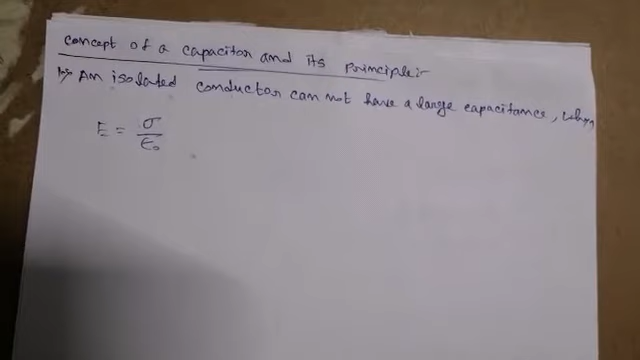 concept of a capacitor and its principle:-
An isolated conductor can not have a large capacitance, why?
E = σ/ε₀